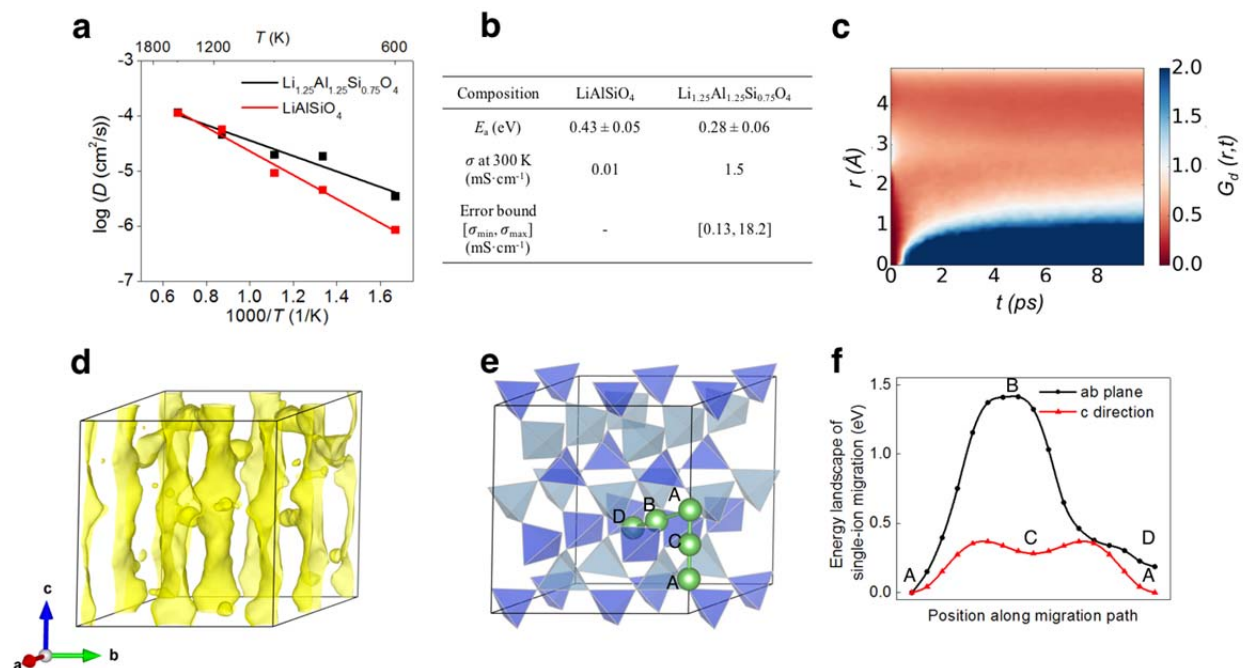 a
T (K)
1800 1200 600
-3
-4
-5
-6
-7
log (D (cm²/s))
Li₁.₂₅Al₁.₂₅Si₀.₇₅O₄
LiAlSiO₄
0.6 0.8 1.0 1.2 1.4 1.6
1000/T (1/K)
b
Composition LiAlSiO₄ Li₁.₂₅Al₁.₂₅Si₀.₇₅O₄
Eₐ (eV) 0.43 ± 0.05 0.28 ± 0.06
σ at 300 K
(mS·cm⁻¹)
0.01 1.5
Error bound
[σmin, σmax]
(mS·cm⁻¹)
- [0.13, 18.2]
c
4
3
2
1
0
r (Å)
0 2 4 6 8
t (ps)
2.0
1.5
1.0
0.5
0.0
G_d (r,t)
d
c
a
b
e
A
B
D
C
A
f
1.5
1.0
0.5
0.0
Energy landscape of
single-ion migration (eV)
B
ab plane
c direction
A
C
D
A
Position along migration path